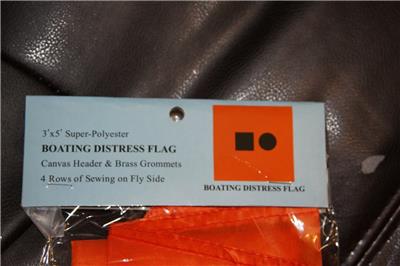 3'x5' Super-Polyester
BOATING DISTRESS FLAG
Canvas Header & Brass Grommets
4 Rows of Sewing on Fly Side
BOATING DISTRESS FLAG